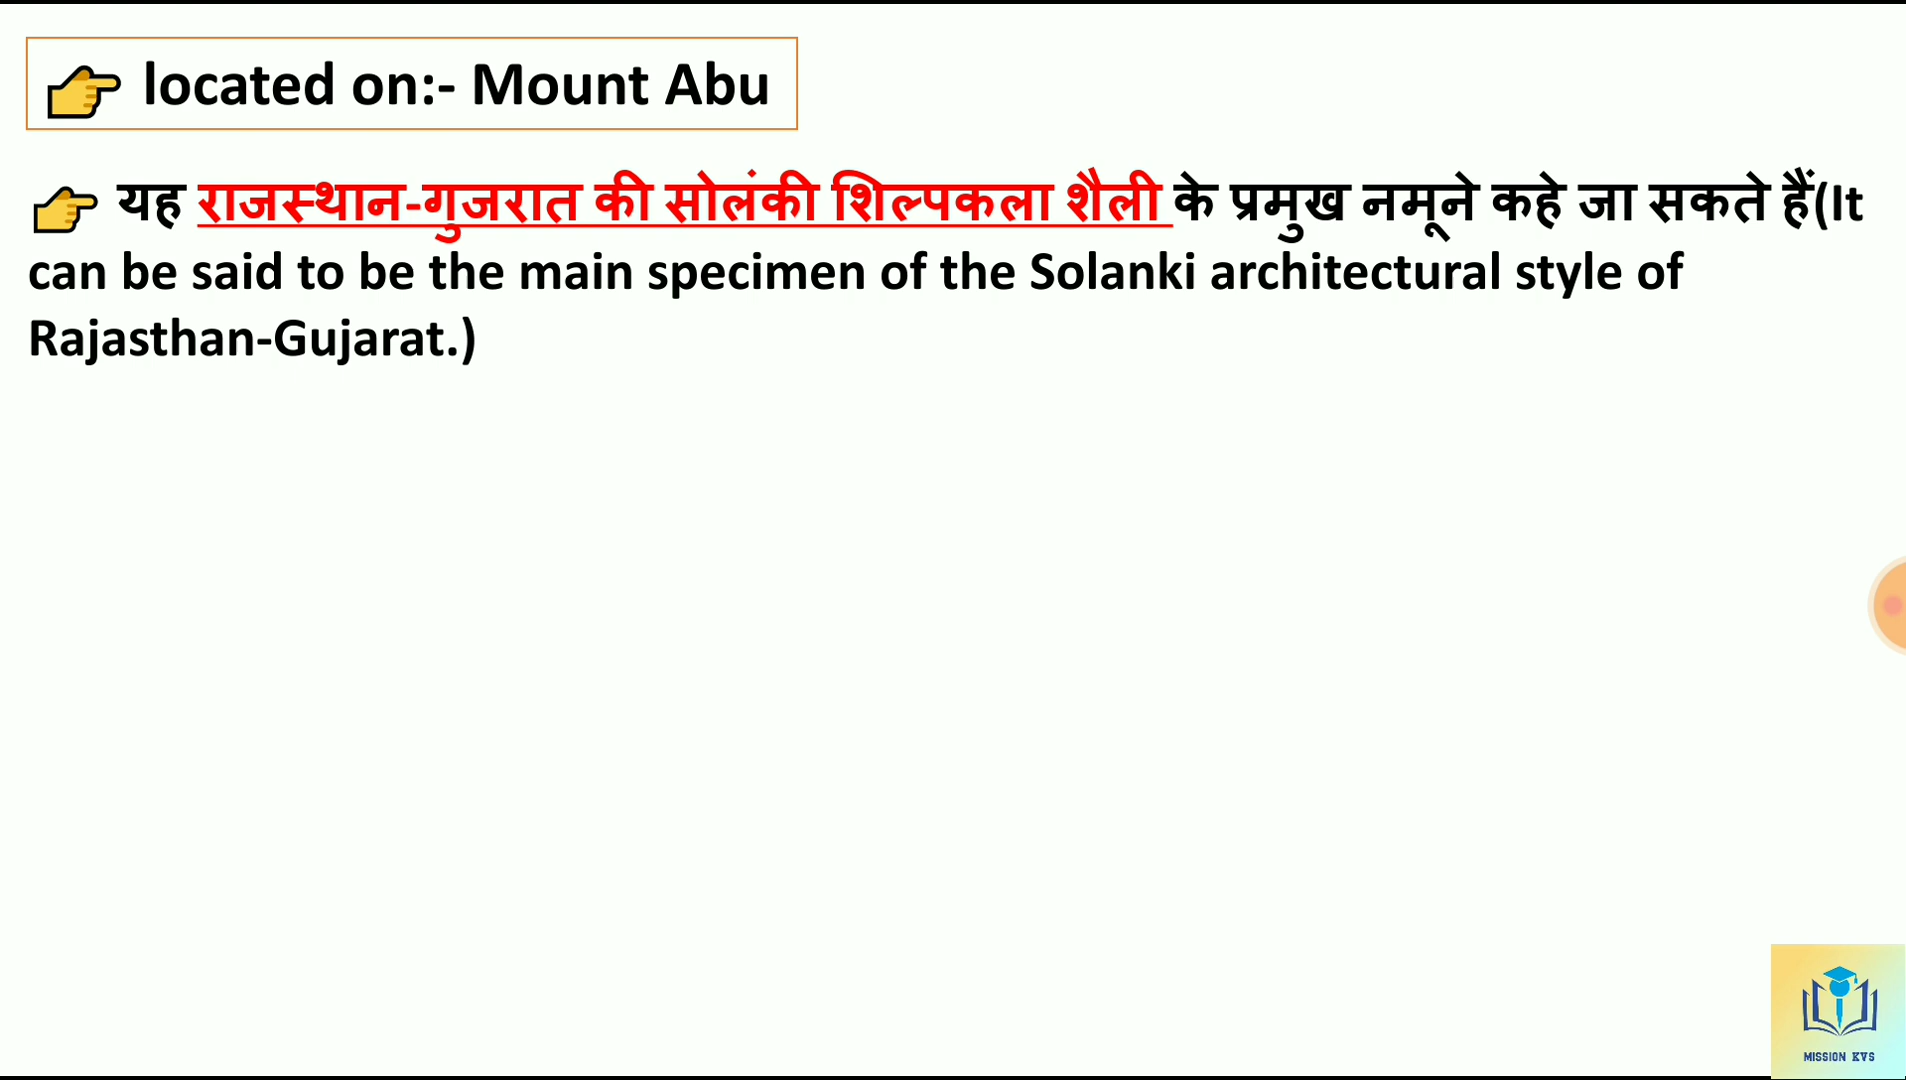 👉 located on:- Mount Abu
👉 यह राजस्थान-गुजरात की सोलंकी शिल्पकला शैली के प्रमुख नमूने कहे जा सकते हैं(It
can be said to be the main specimen of the Solanki architectural style of
Rajasthan-Gujarat.)
MISSION KVS